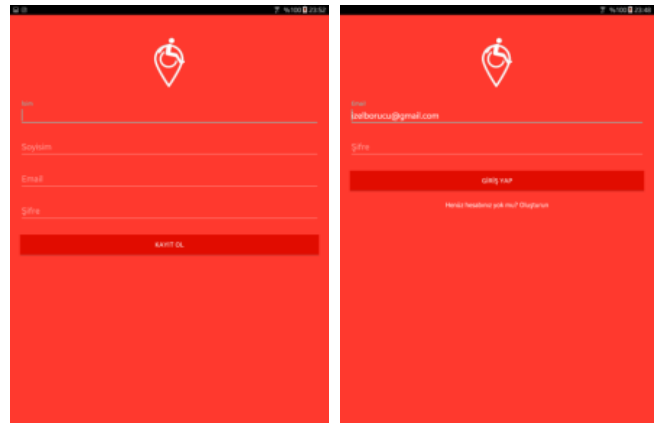 %100 23:52
İsim
Soyisim
Email
Şifre
KAYIT OL
%100 23:48
Email
izelborucu@gmail.com
Şifre
GİRİŞ YAP
Henüz hesabınız yok mu? Oluşturun